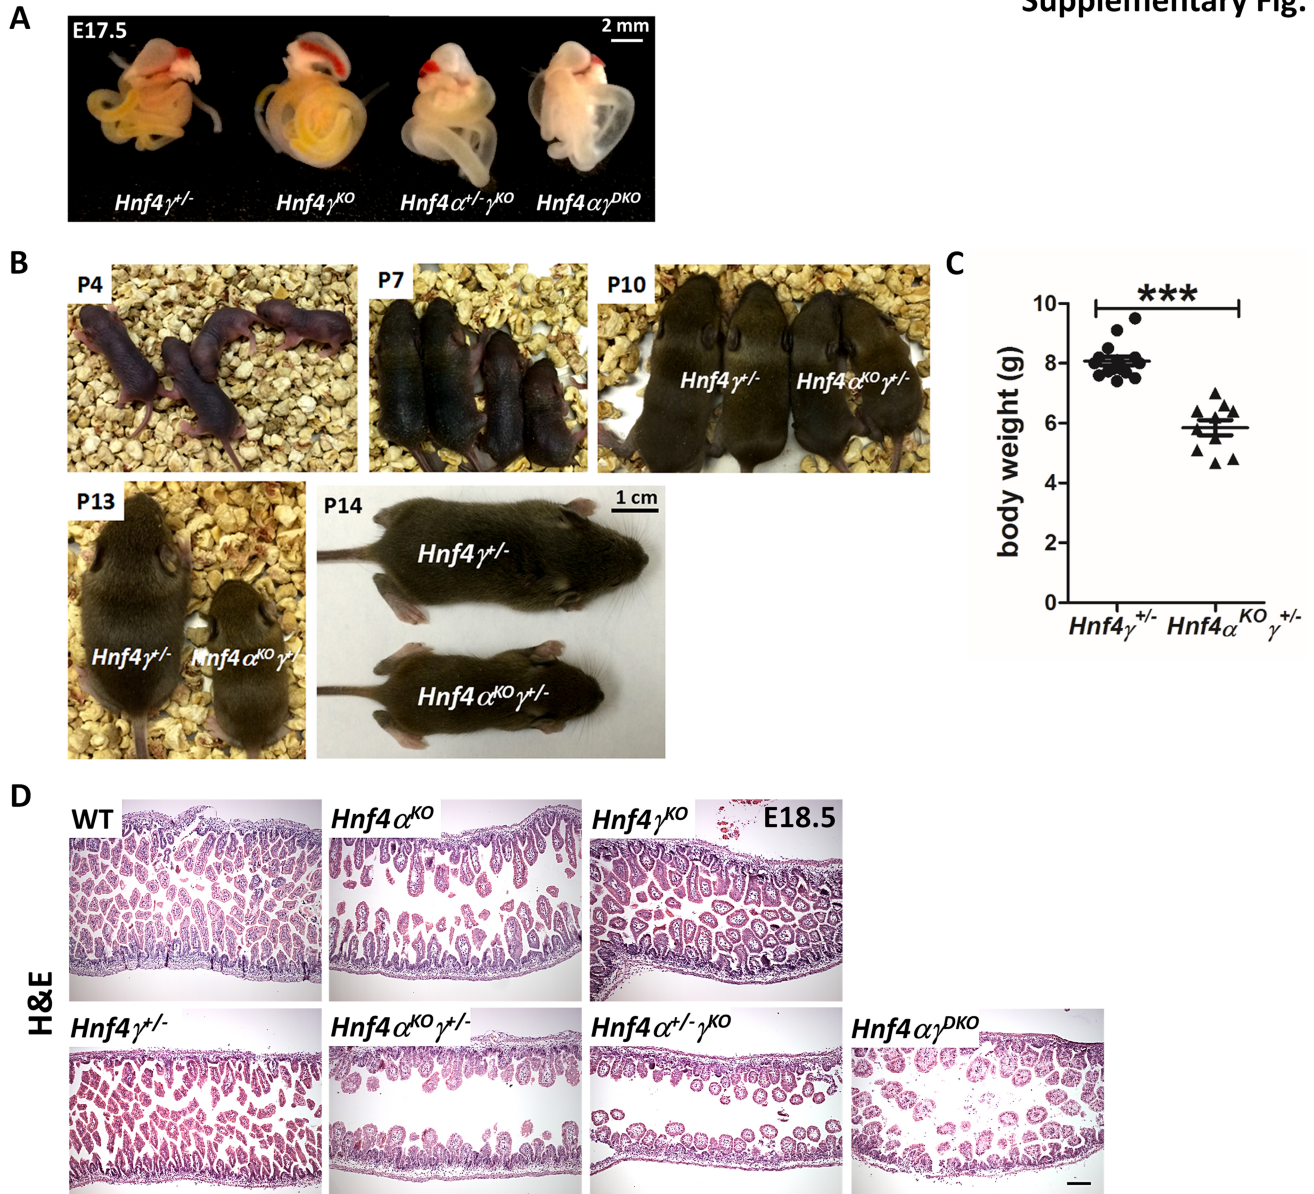 Supplementary Fig.
A
E17.5
2 mm
Hnf4γ+/-
Hnf4γKO
Hnf4α+/-γKO
Hnf4αγDKO
B
P4
P7
P10
Hnf4γ+/-
Hnf4αKOγ+/-
P13
Hnf4γ+/-
Hnf4αKOγ+/-
P14
1 cm
Hnf4γ+/-
Hnf4αKOγ+/-
C
***
body weight (g)
10
8
6
4
2
0
Hnf4γ+/-
Hnf4αKOγ+/-
D
H&E
WT
Hnf4αKO
Hnf4γKO
E18.5
Hnf4γ+/-
Hnf4αKOγ+/-
Hnf4α+/-γKO
Hnf4αγDKO